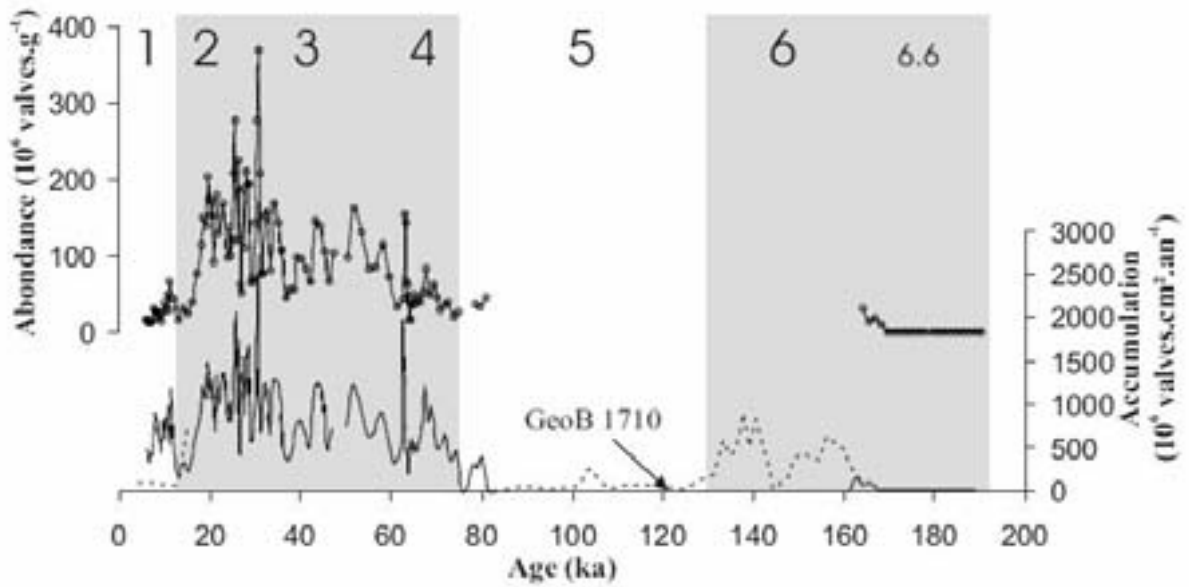 400
300
200
100
0
Abondance (10⁶ valves.g⁻¹)
1 2 3 4 5 6 6.6
3000
2500
2000
1500
1000
500
0
Accumulation
(10⁶ valves.cm².an⁻¹)
GeoB 1710
0 20 40 60 80 100 120 140 160 180 200
Age (ka)